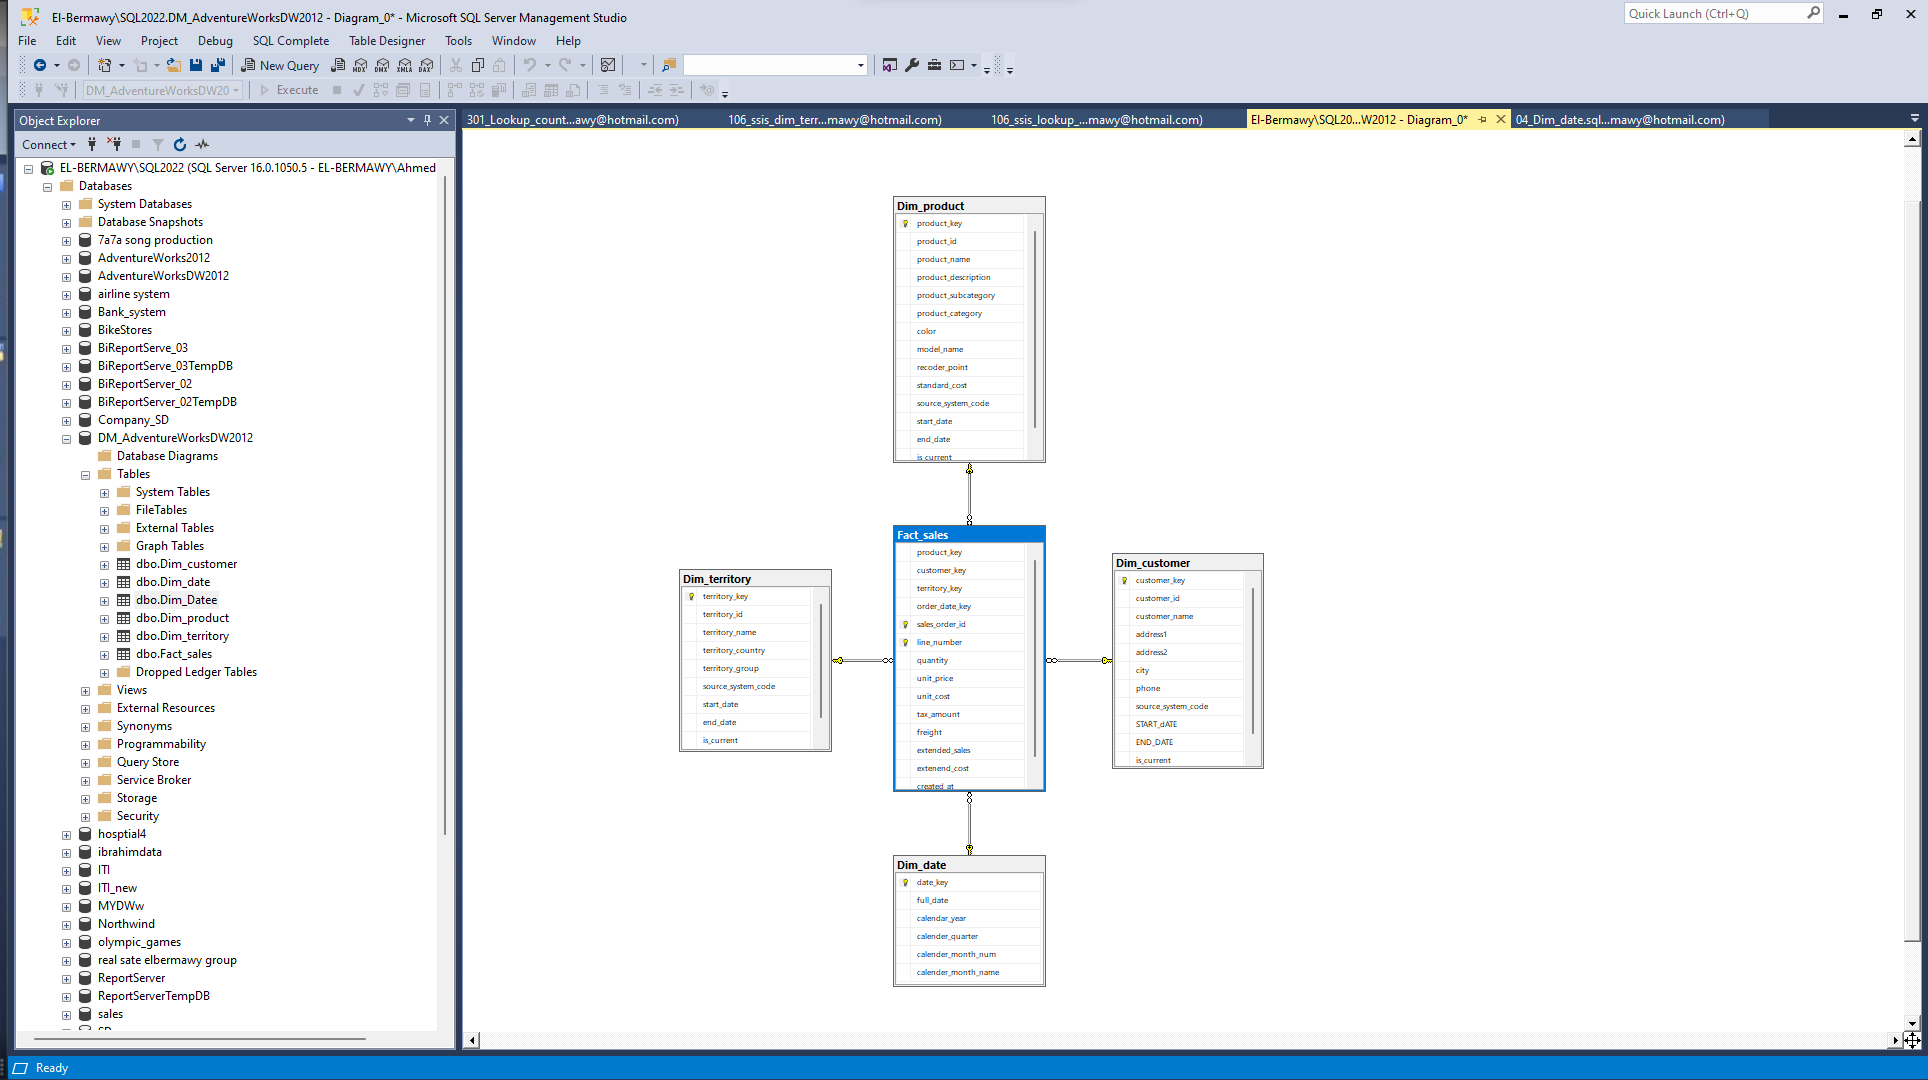 El-Bermawy\SQL2022.DM_AdventureWorksDW2012 - Diagram_0* - Microsoft SQL Server Management Studio
Quick Launch (Ctrl+Q)
File Edit View Project Debug SQL Complete Table Designer Tools Window Help
New Query MDX DMX XMLA DAX
DM_AdventureWorksDW20 Execute
Object Explorer
301_Lookup_count...awy@hotmail.com) 106_ssis_dim_terr...mawy@hotmail.com) 106_ssis_lookup_...mawy@hotmail.com) El-Bermawy\SQL20...W2012 - Diagram_0* 04_Dim_date.sql...mawy@hotmail.com)
Connect
EL-BERMAWY\SQL2022 (SQL Server 16.0.1050.5 - EL-BERMAWY\Ahmed
Databases
System Databases
Database Snapshots
7a7a song production
AdventureWorks2012
AdventureWorksDW2012
airline system
Bank_system
BikeStores
BiReportServe_03
BiReportServe_03TempDB
BiReportServer_02
BiReportServer_02TempDB
Company_SD
DM_AdventureWorksDW2012
Database Diagrams
Tables
System Tables
FileTables
External Tables
Graph Tables
dbo.Dim_customer
dbo.Dim_date
dbo.Dim_Datee
dbo.Dim_product
dbo.Dim_territory
dbo.Fact_sales
Dropped Ledger Tables
Views
External Resources
Synonyms
Programmability
Query Store
Service Broker
Storage
Security
hosptial4
ibrahimdata
ITI
ITI_new
MYDWw
Northwind
olympic_games
real sate elbermawy group
ReportServer
ReportServerTempDB
sales
Dim_product
product_key
product_id
product_name
product_description
product_subcategory
product_category
color
model_name
recoder_point
standard_cost
source_system_code
start_date
end_date
is_current
Dim_territory
territory_key
territory_id
territory_name
territory_country
territory_group
source_system_code
start_date
end_date
is_current
Fact_sales
product_key
customer_key
territory_key
order_date_key
sales_order_id
line_number
quantity
unit_price
unit_cost
tax_amount
freight
extended_sales
extenend_cost
created_at
Dim_customer
customer_key
customer_id
customer_name
address1
address2
city
phone
source_system_code
START_dATE
END_DATE
is_current
Dim_date
date_key
full_date
calendar_year
calender_quarter
calender_month_num
calender_month_name
Ready